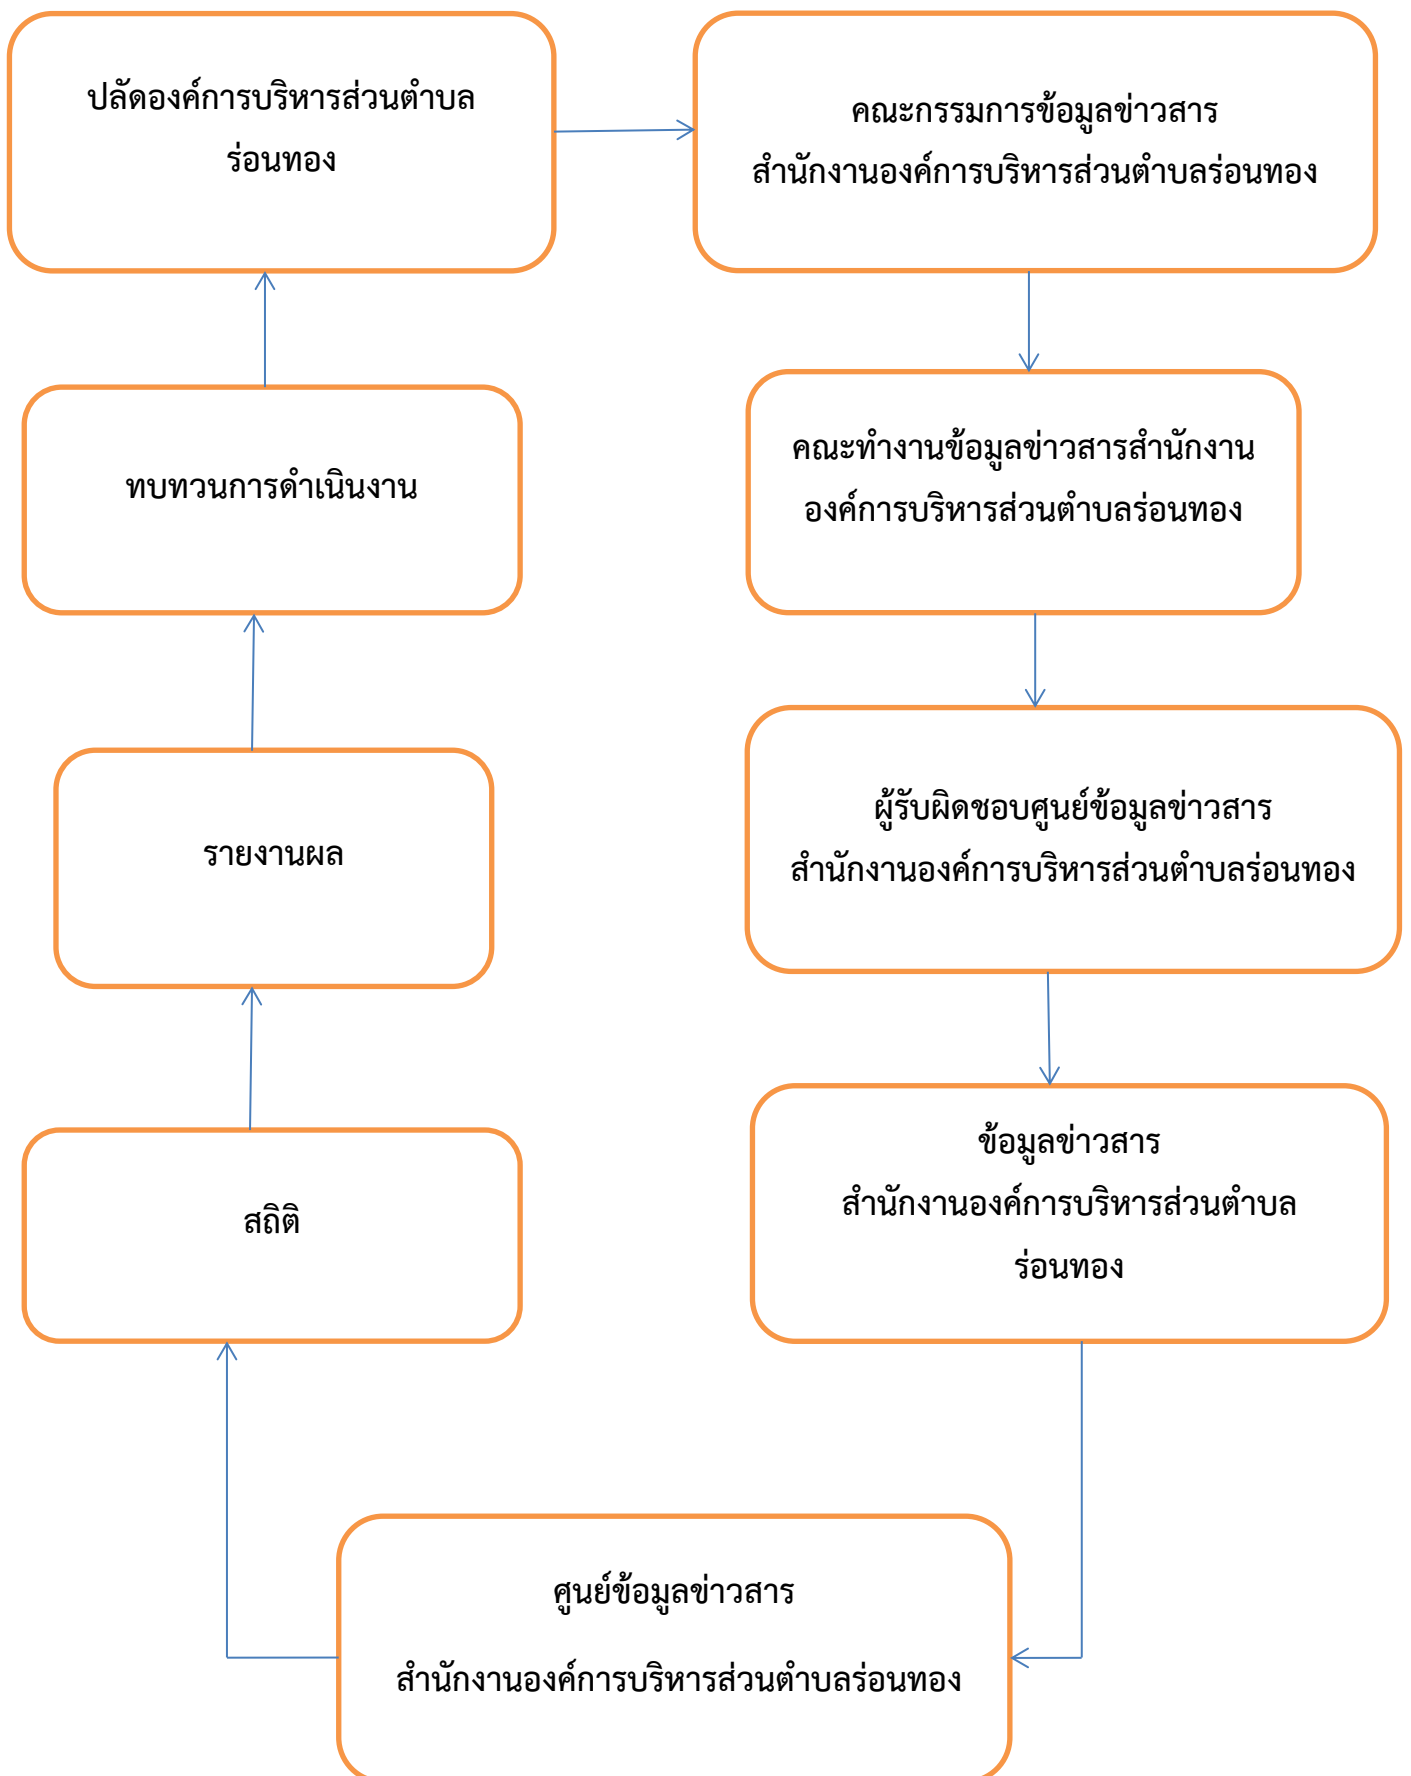 ปลัดองค์การบริหารส่วนตำบล
ร่อนทอง
คณะกรรมการข้อมูลข่าวสาร
สำนักงานองค์การบริหารส่วนตำบลร่อนทอง
คณะทำงานข้อมูลข่าวสารสำนักงาน
องค์การบริหารส่วนตำบลร่อนทอง
ผู้รับผิดชอบศูนย์ข้อมูลข่าวสาร
สำนักงานองค์การบริหารส่วนตำบลร่อนทอง
ข้อมูลข่าวสาร
สำนักงานองค์การบริหารส่วนตำบล
ร่อนทอง
ศูนย์ข้อมูลข่าวสาร
สำนักงานองค์การบริหารส่วนตำบลร่อนทอง
สถิติ
รายงานผล
ทบทวนการดำเนินงาน